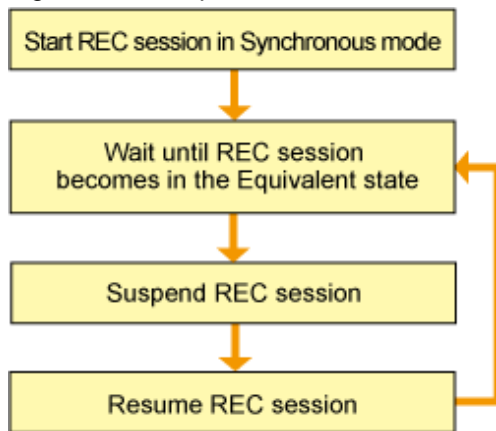 Start REC session in Synchronous mode
Wait until REC session
becomes in the Equivalent state
Suspend REC session
Resume REC session